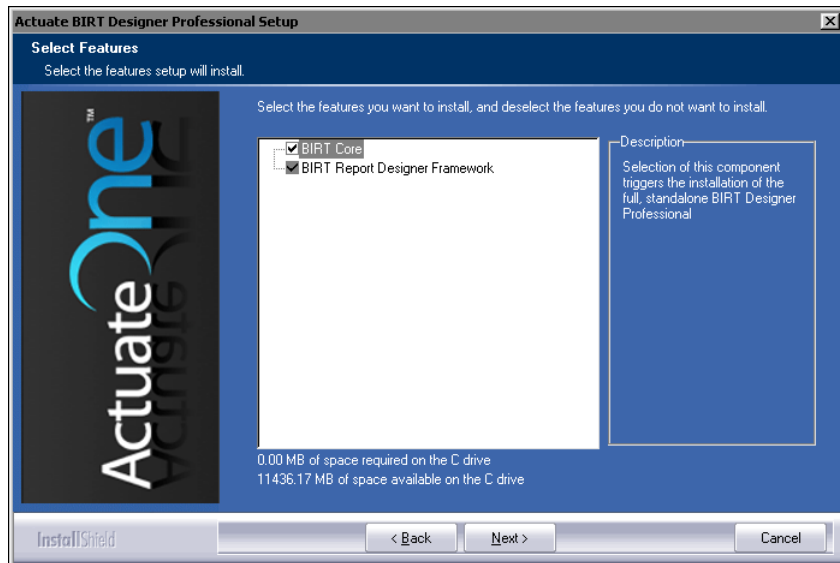 Actuate BIRT Designer Professional Setup
Select Features
Select the features setup will install.
ActuateOne™
Select the features you want to install, and deselect the features you do not want to install.
BIRT Core
BIRT Report Designer Framework
Description
Selection of this component
triggers the installation of the
full, standalone BIRT Designer
Professional
0.00 MB of space required on the C drive
11436.17 MB of space available on the C drive
InstallShield
< Back
Next >
Cancel